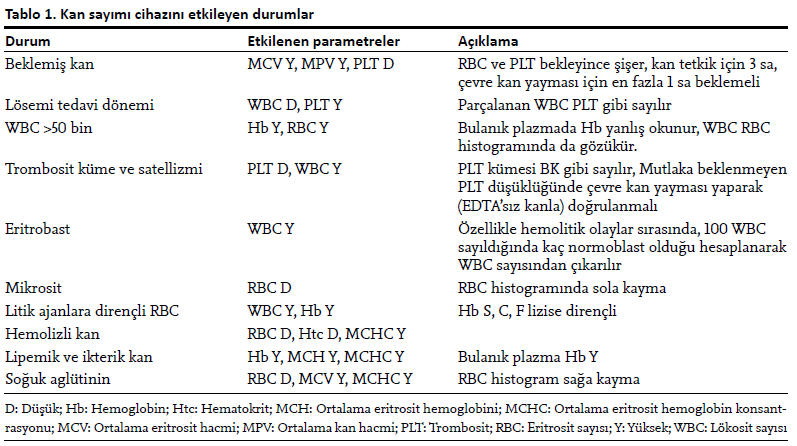 Tablo 1. Kan sayımı cihazını etkileyen durumlar
Durum Etkilenen parametreler Açıklama
Beklemiş kan MCV Y, MPV Y, PLT D RBC ve PLT bekleyince şişer, kan tetkik için 3 sa,
çevre kan yayması için en fazla 1 sa beklemeli
Lösemi tedavi dönemi WBC D, PLT Y Parçalanan WBC PLT gibi sayılır
WBC >50 bin Hb Y, RBC Y Bulanık plazmada Hb yanlış okunur, WBC RBC
histogramında da gözükür.
Trombosit küme ve satellizmi PLT D, WBC Y PLT kümesi BK gibi sayılır, Mutlaka beklenmeyen
PLT düşüklüğünde çevre kan yayması yaparak
(EDTA'sız kanla) doğrulanmalı
Eritrobast WBC Y Özellikle hemolitik olaylar sırasında, 100 WBC
sayıldığında kaç normoblast olduğu hesaplanarak
WBC sayısından çıkarılır
Mikrosit RBC D RBC histogramında sola kayma
Litik ajanlara dirençli RBC WBC Y, Hb Y Hb S, C, F lizise dirençli
Hemolizli kan RBC D, Htc D, MCHC Y
Lipemik ve ikterik kan Hb Y, MCH Y, MCHC Y Bulanık plazma Hb Y
Soğuk aglütinin RBC D, MCV Y, MCHC Y RBC histogram sağa kayma
D: Düşük; Hb: Hemoglobin; Htc: Hematokrit; MCH: Ortalama eritrosit hemoglobini; MCHC: Ortalama eritrosit hemoglobin konsant-
rasyonu; MCV: Ortalama eritrosit hacmi; MPV: Ortalama kan hacmi; PLT: Trombosit; RBC: Eritrosit sayısı; Y: Yüksek; WBC: Lökosit sayısı